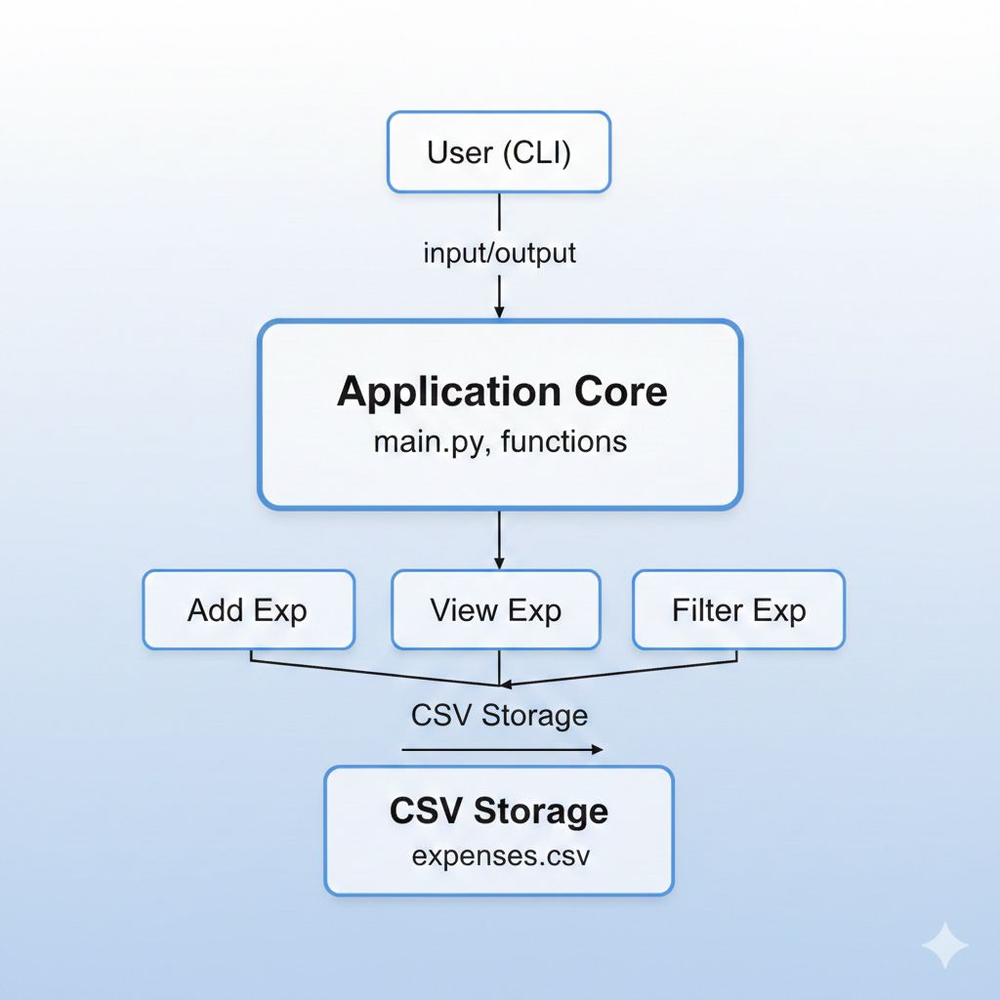 User (CLI)
input/output
Application Core
main.py, functions
Add Exp
View Exp
Filter Exp
CSV Storage
CSV Storage
expenses.csv